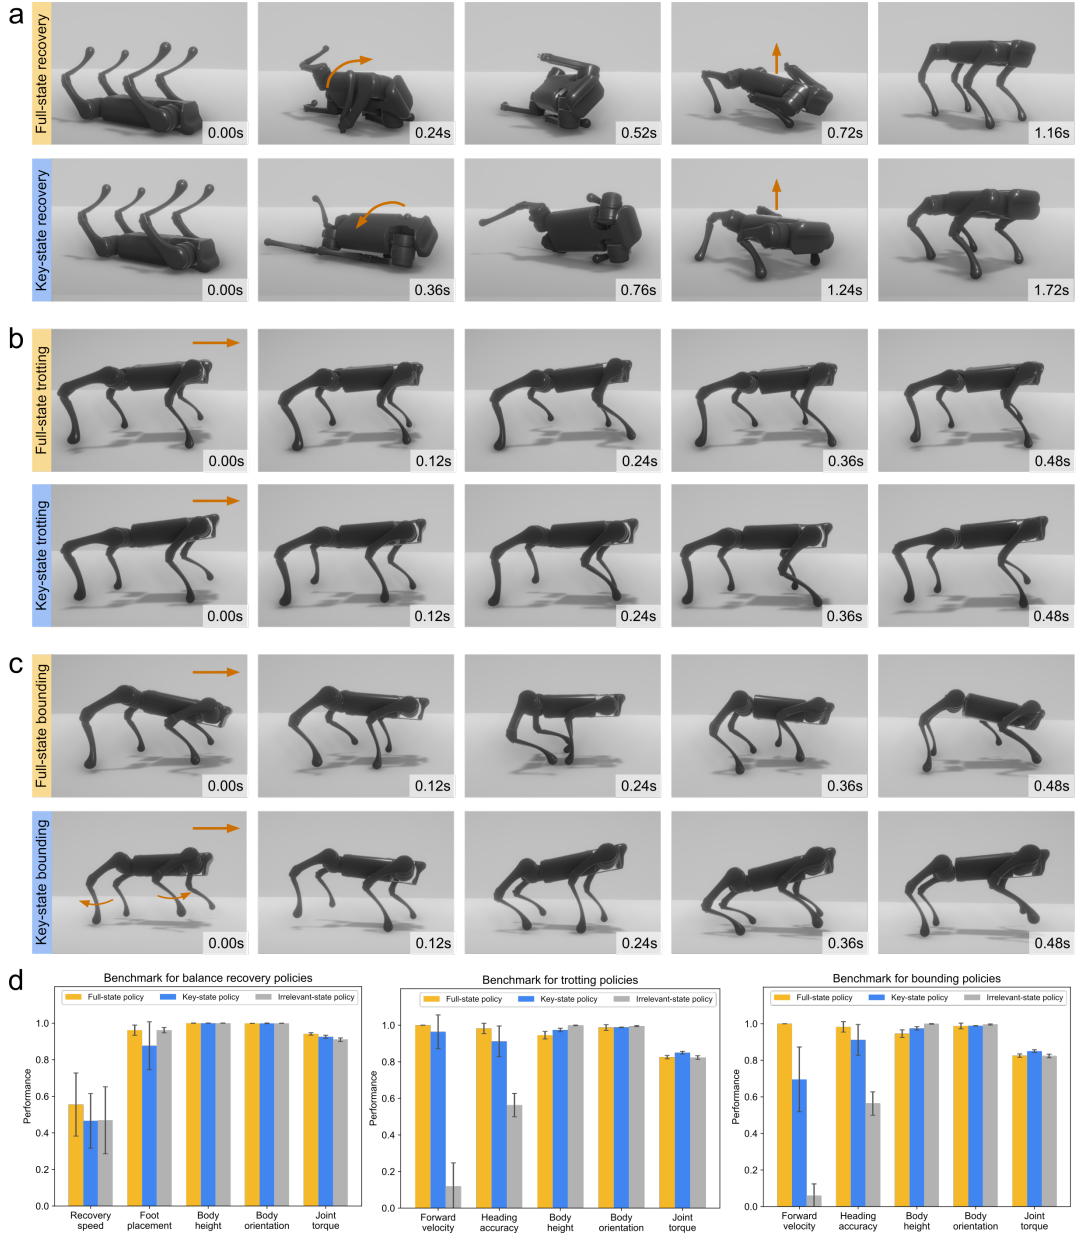 a
Full-state recovery
0.00s
0.24s
0.52s
0.72s
1.16s
Key-state recovery
0.00s
0.36s
0.76s
1.24s
1.72s
b
Full-state trotting
0.00s
0.12s
0.24s
0.36s
0.48s
Key-state trotting
0.00s
0.12s
0.24s
0.36s
0.48s
c
Full-state bounding
0.00s
0.12s
0.24s
0.36s
0.48s
Key-state bounding
0.00s
0.12s
0.24s
0.36s
0.48s
d
Benchmark for balance recovery policies
Full-state policy
Key-state policy
Irrelevant-state policy
Performance
1.0
0.8
0.6
0.4
0.2
0.0
Recovery
speed
Foot
placement
Body
height
Body
orientation
Joint
torque
Benchmark for trotting policies
Full-state policy
Key-state policy
Irrelevant-state policy
Performance
1.0
0.8
0.6
0.4
0.2
0.0
Forward
velocity
Heading
accuracy
Body
height
Body
orientation
Joint
torque
Benchmark for bounding policies
Full-state policy
Key-state policy
Irrelevant-state policy
Performance
1.0
0.8
0.6
0.4
0.2
0.0
Forward
velocity
Heading
accuracy
Body
height
Body
orientation
Joint
torque